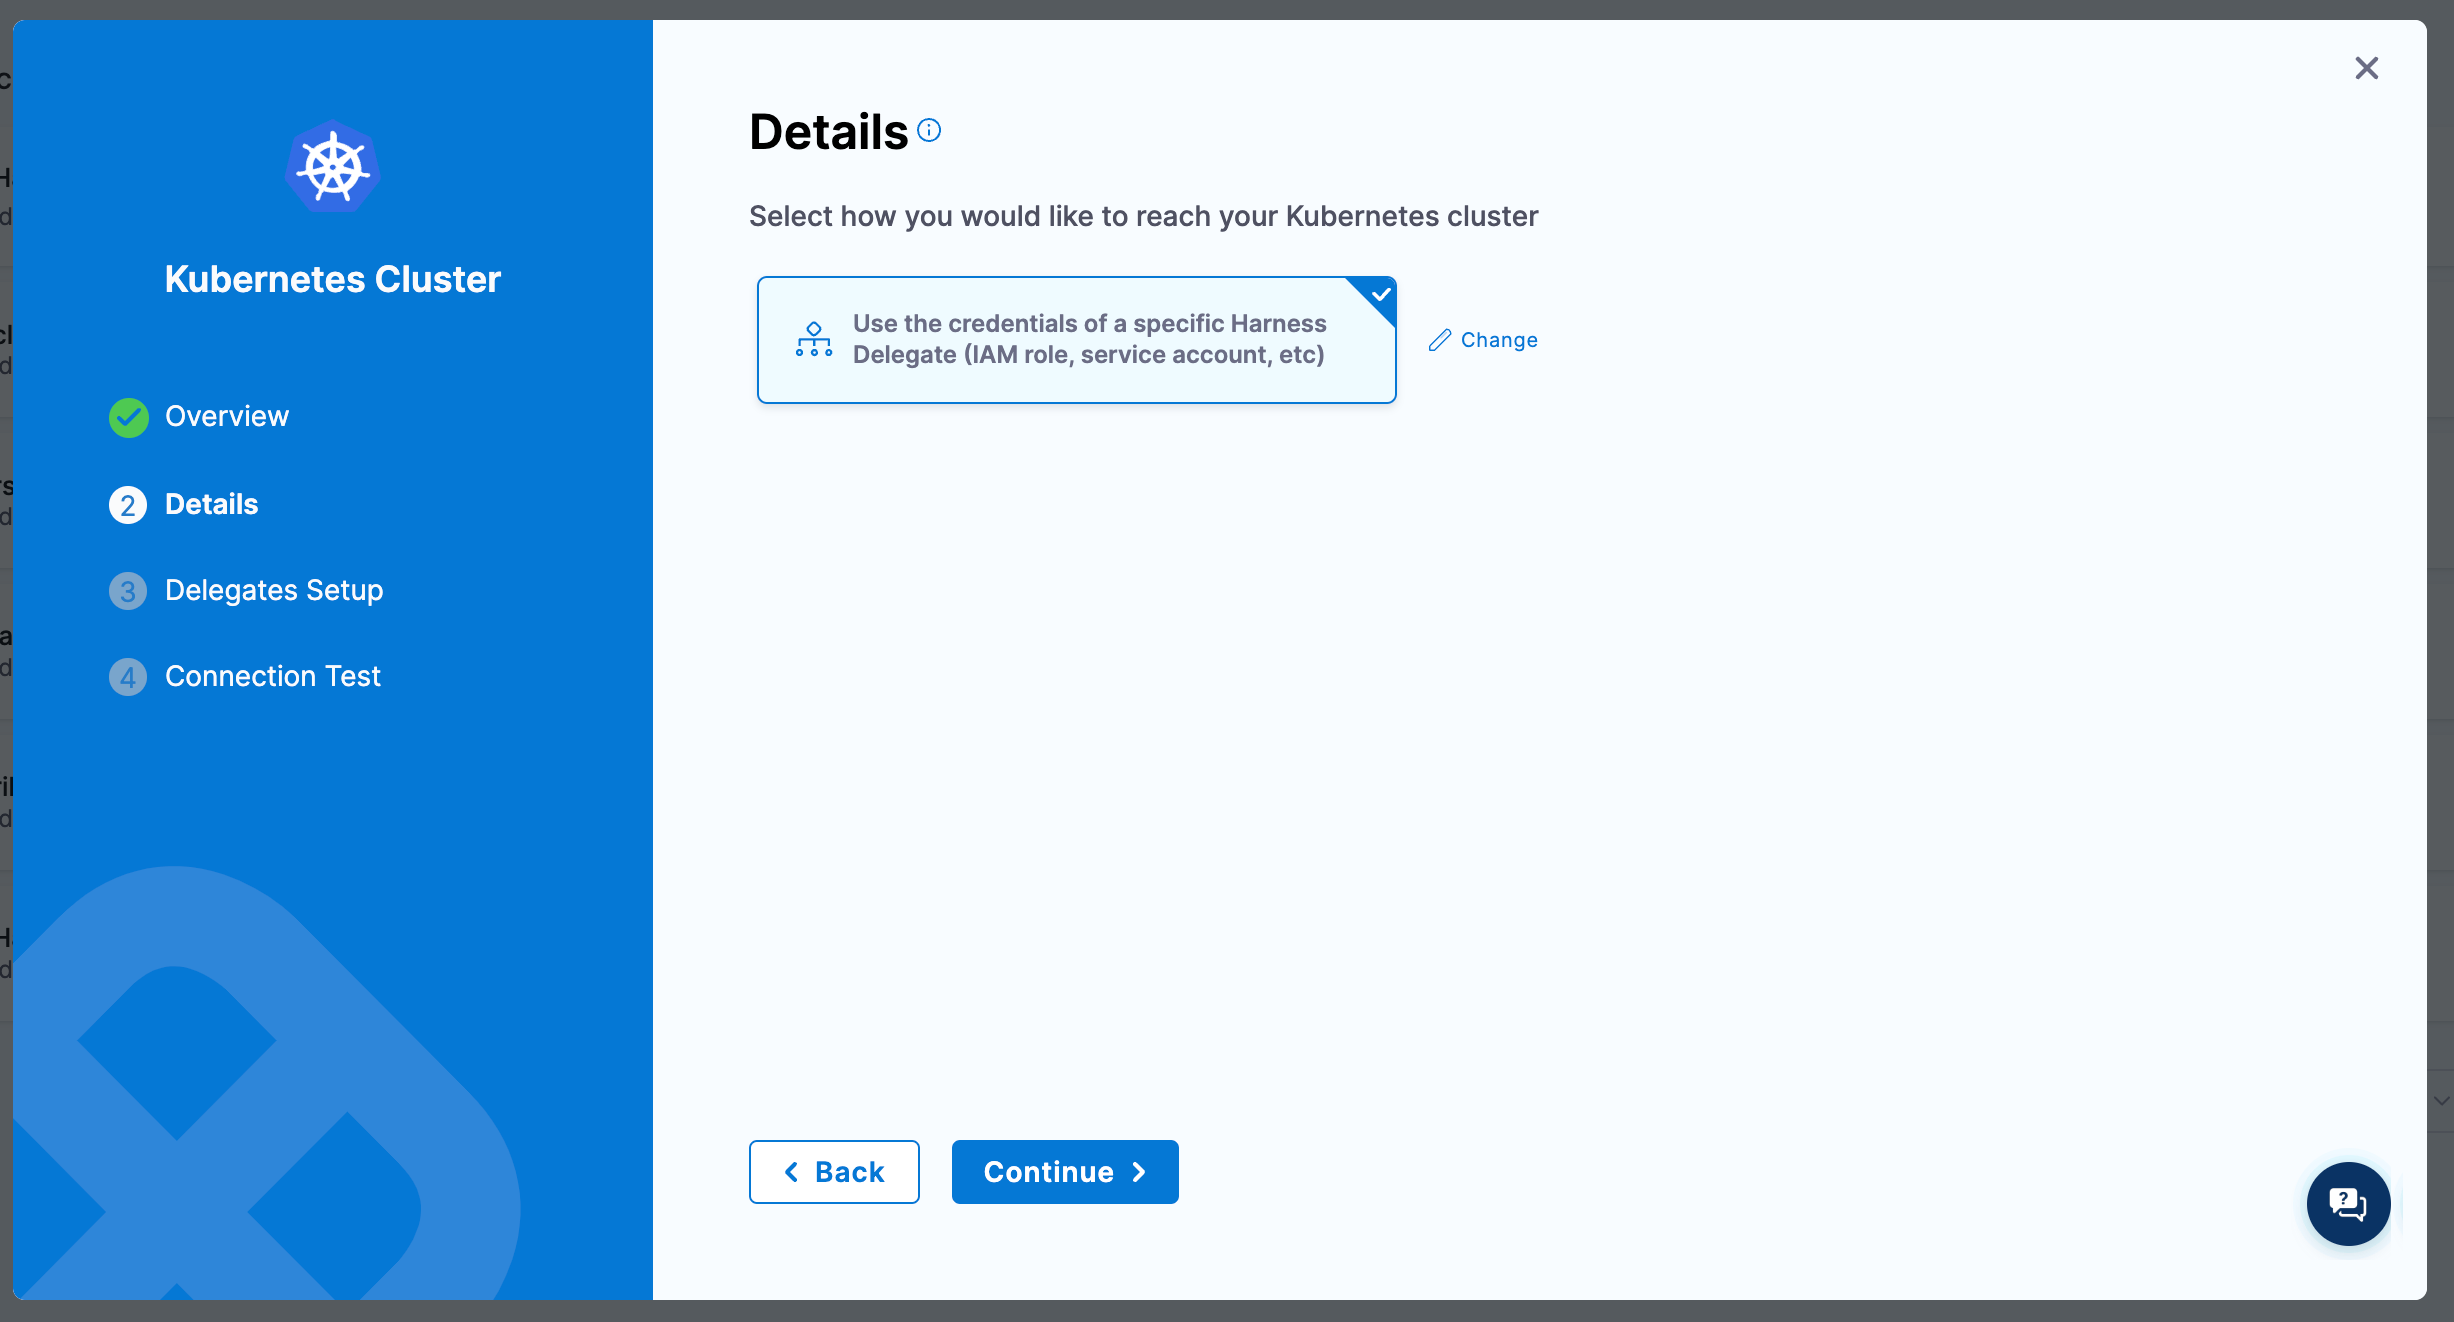 Kubernetes Cluster
Overview
2 Details
3 Delegates Setup
4 Connection Test
Details
Select how you would like to reach your Kubernetes cluster
Use the credentials of a specific Harness
Delegate (IAM role, service account, etc)
Change
Back
Continue